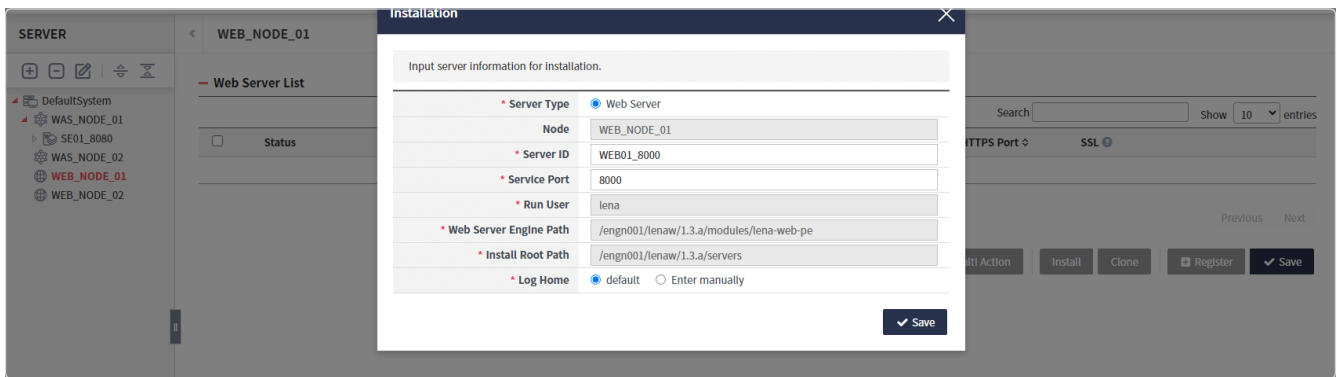 Installation
SERVER
WEB_NODE_01
Input server information for installation.
Web Server List
DefaultSystem
WAS_NODE_01
SE01_8080
WAS_NODE_02
WEB_NODE_01
WEB_NODE_02
* Server Type Web Server
Node WEB_NODE_01
* Server ID WEB01_8000
* Service Port 8000
* Run User lena
* Web Server Engine Path /engn001/lenaw/1.3.a/modules/lena-web-pe
* Install Root Path /engn001/lenaw/1.3.a/servers
* Log Home default Enter manually
Save
Search Show 10 entries
Status TTPS Port SSL
Previous Next
Action Install Clone Register Save